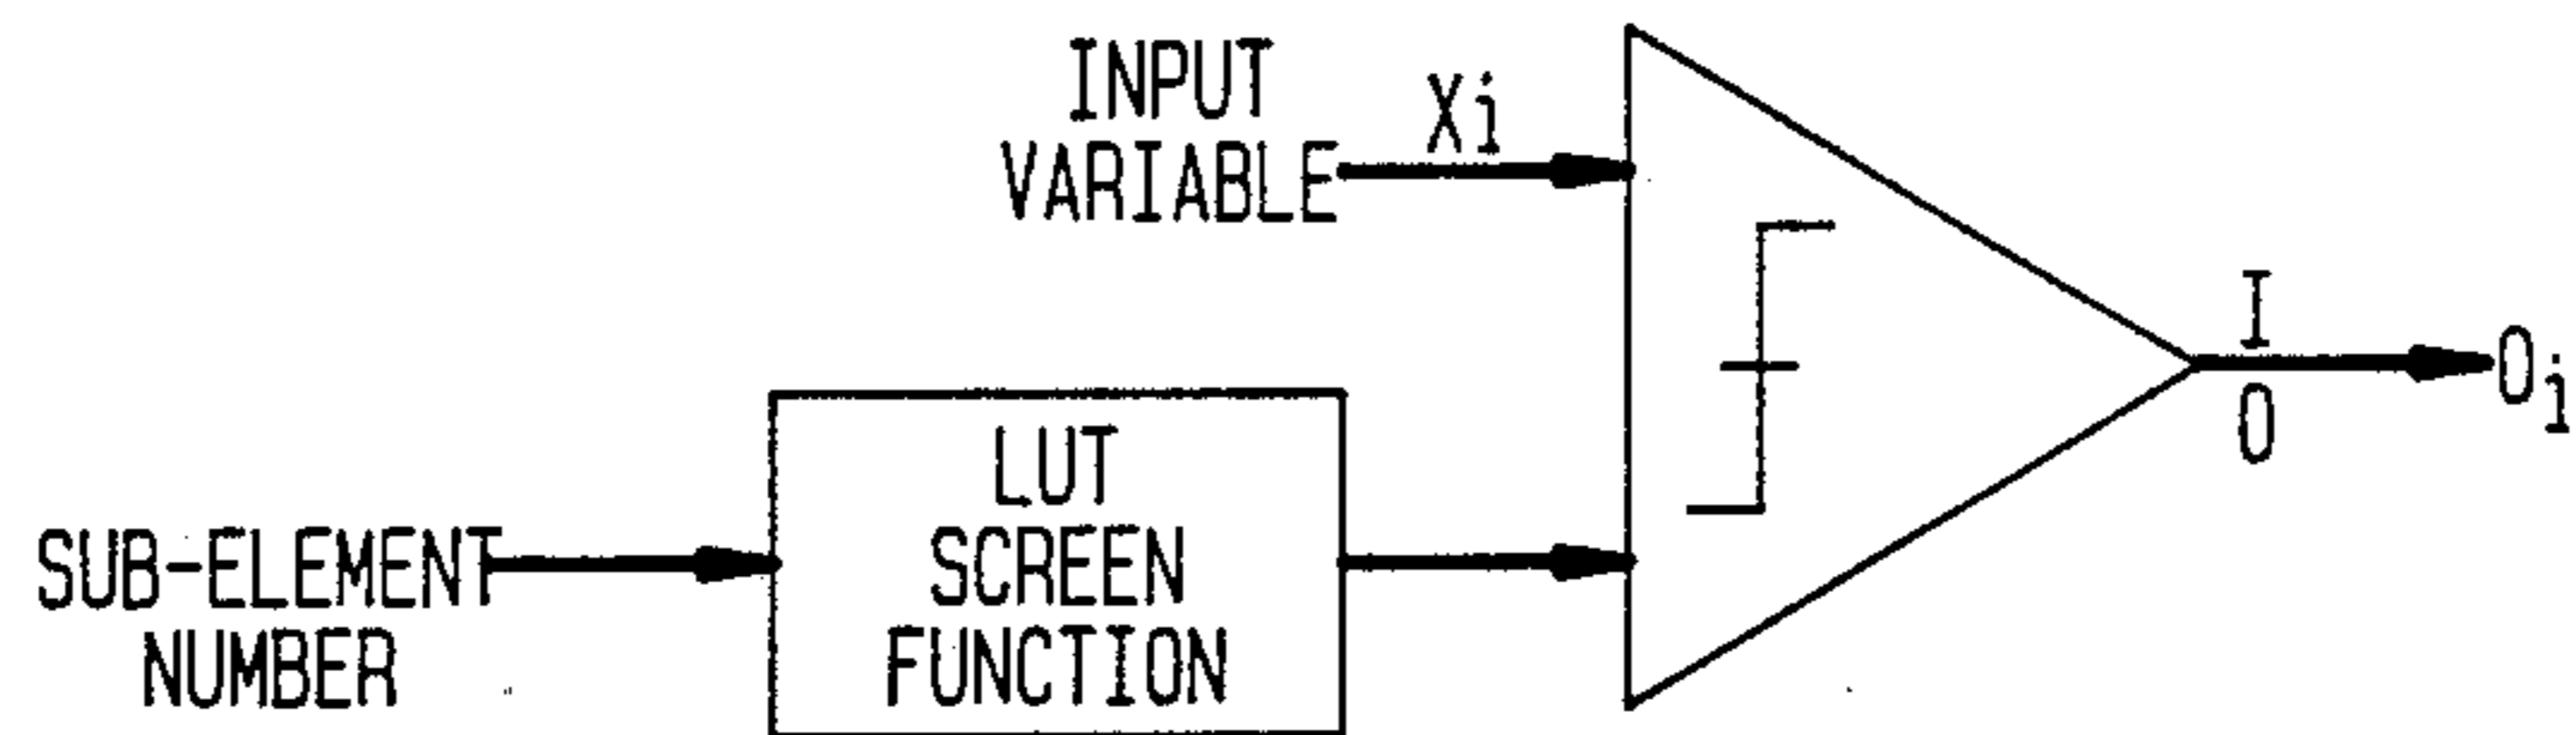 INPUT
VARIABLE
Xi
SUB-ELEMENT
NUMBER
LUT
SCREEN
FUNCTION
I
O
Oi